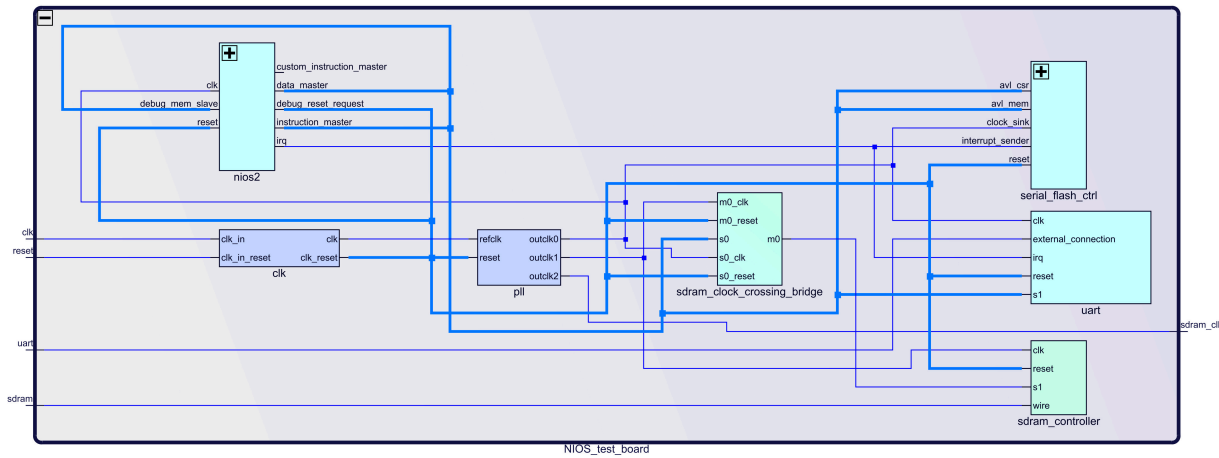 custom_instruction_master
clk
data_master
debug_mem_slave
debug_reset_request
reset
instruction_master
irq
nios2
avl_csr
avl_mem
clock_sink
interrupt_sender
reset
serial_flash_ctrl
clk
reset
clk_in
clk
clk_in_reset
clk_reset
clk
refclk
outclk0
reset
outclk1
outclk2
pll
m0_clk
m0_reset
s0
m0
s0_clk
s0_reset
sdram_clock_crossing_bridge
clk
external_connection
irq
reset
s1
uart
sdram_cll
uart
sdram
clk
reset
s1
wire
sdram_controller
NIOS_test_board